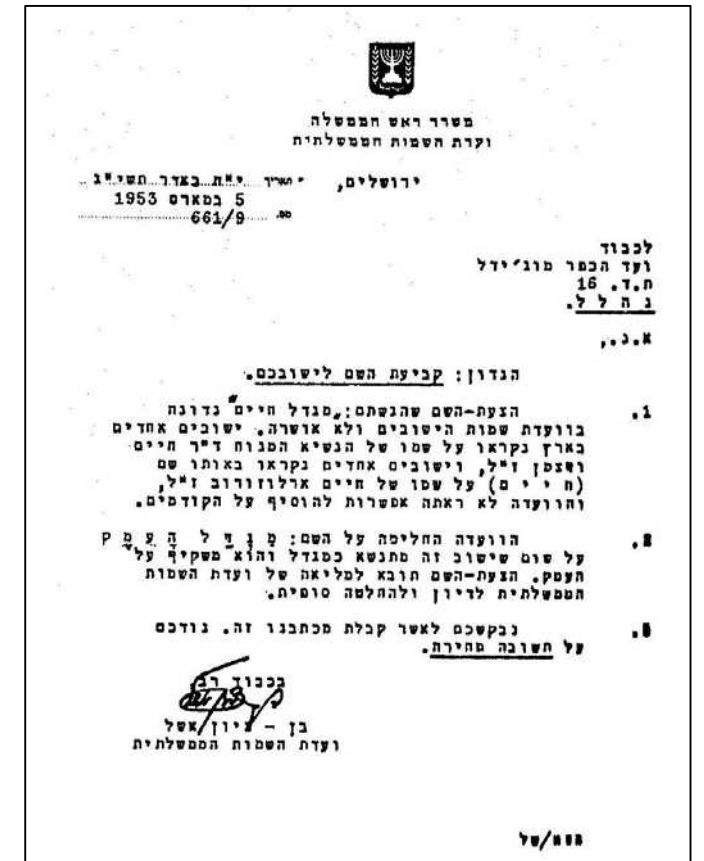 משרד ראש הממשלה
ועדת השמות הממשלתית
ירושלים, תאריך י"ח באדר תשי"ג
5 במארס 1953
מס. 661/9
לכבוד
ועד הכפר מוג'ידל
ת.ד. 16
נ ה ל ל.
א.נ.,
הנדון: קביעת השם לישובכם.
1. הצעת-השם שהגשתם: "מגדל חיים" נדונה
בוועדת שמות הישובים ולא אושרה. ישובים אחדים
בארץ נקראו על שמו של הנשיא המנוח ד"ר חיים
ויצמן ז"ל, וישובים אחדים נקראו באותו שם
(ח י י ם) על שמו של חיים ארלוזורוב ז"ל,
והוועדה לא ראתה אפשרות להוסיף על הקודמים.
2. הוועדה החליטה על השם: מִ גְ דַּ ל הָ עֵ מֶ ק
על שום שישוב זה מתנשא כמגדל והוא משקיף על
העמק. הצעת-השם תובא למליאה של ועדת השמות
הממשלתית לדיון ולהחלטה סופית.
נבקשכם לאשר קבלת מכתבנו זה. נודכם
על תשובה מהירה.
בכבוד רב,
בן - ציון אשל
ועדת השמות הממשלתית